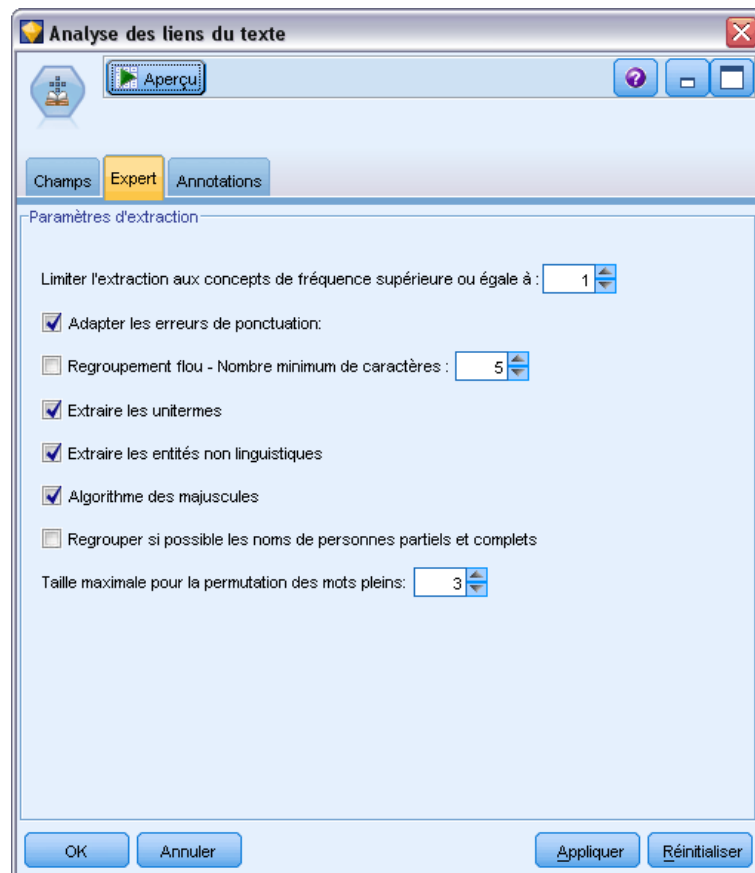 Analyse des liens du texte
Aperçu
Champs Expert Annotations
Paramètres d'extraction
Limiter l'extraction aux concepts de fréquence supérieure ou égale à : 1
Adapter les erreurs de ponctuation:
Regroupement flou - Nombre minimum de caractères : 5
Extraire les unitermes
Extraire les entités non linguistiques
Algorithme des majuscules
Regrouper si possible les noms de personnes partiels et complets
Taille maximale pour la permutation des mots pleins: 3
OK Annuler Appliquer Réinitialiser